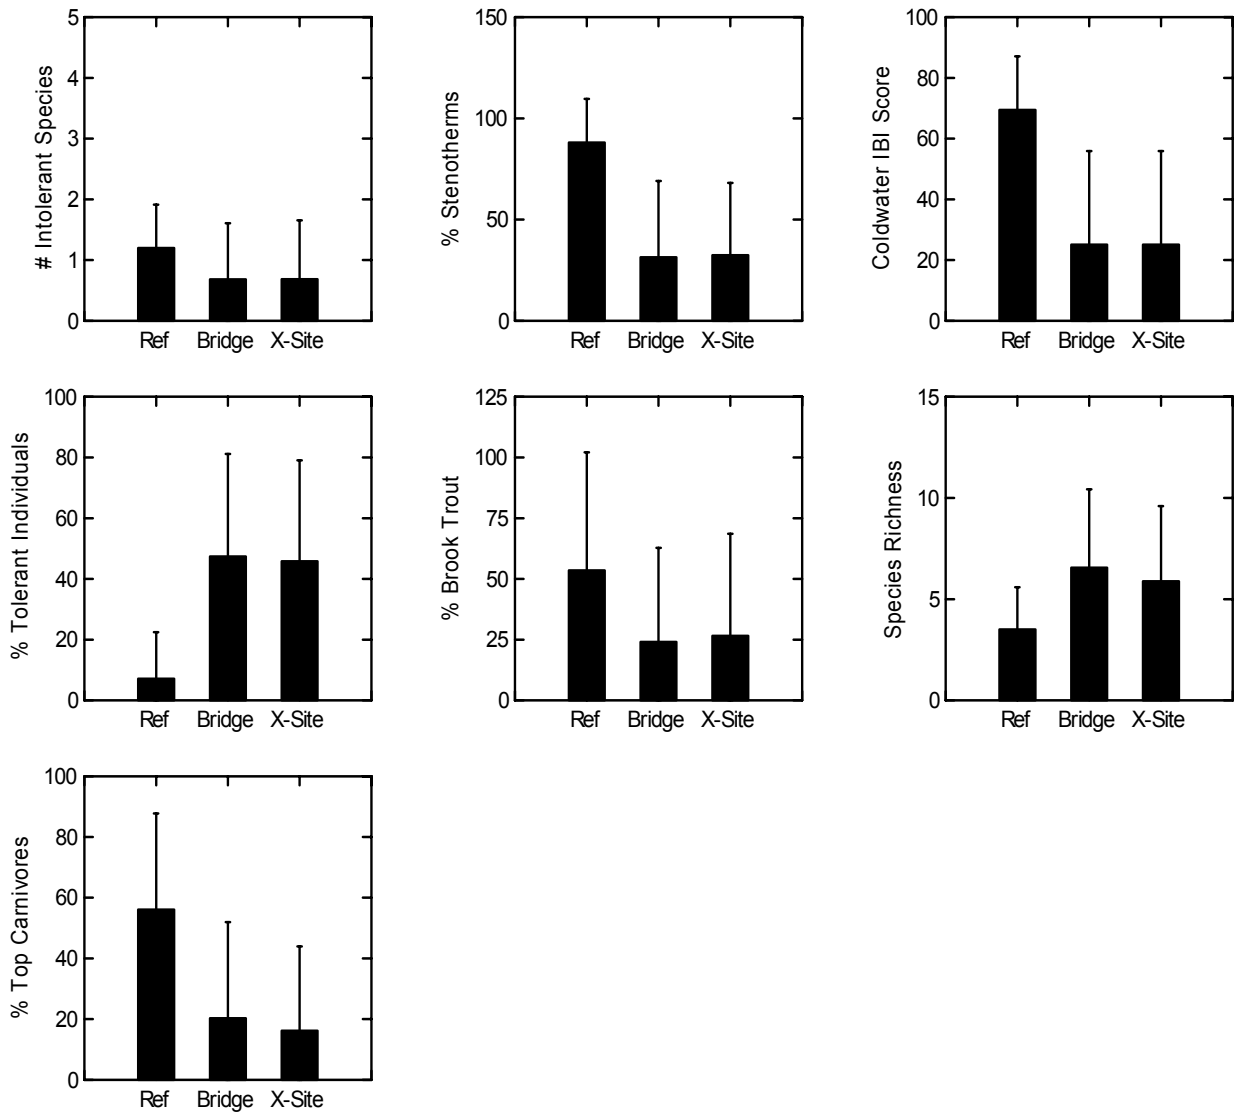 # Intolerant Species
5
4
3
2
1
0
Ref Bridge X-Site
% Stenotherms
150
100
50
0
Ref Bridge X-Site
Coldwater IBI Score
100
80
60
40
20
0
Ref Bridge X-Site
% Tolerant Individuals
100
80
60
40
20
0
Ref Bridge X-Site
% Brook Trout
125
100
75
50
25
0
Ref Bridge X-Site
Species Richness
15
10
5
0
Ref Bridge X-Site
% Top Carnivores
100
80
60
40
20
0
Ref Bridge X-Site